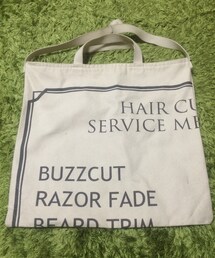 HAIR CU
SERVICE ME
BUZZCUT
RAZOR FADE
BEARD TRIM